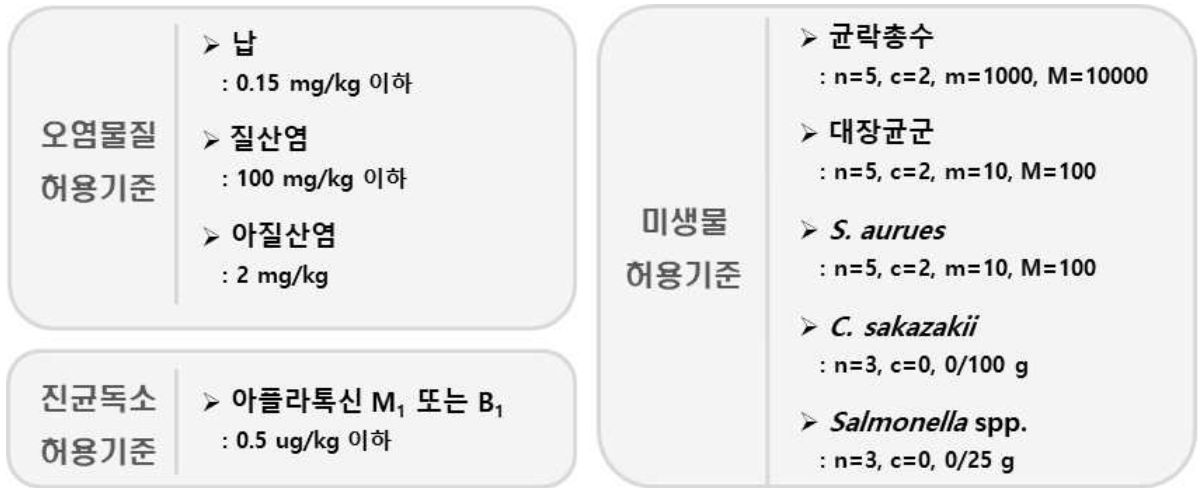 오염물질
허용기준
➢ 납
: 0.15 mg/kg 이하
➢ 질산염
: 100 mg/kg 이하
➢ 아질산염
: 2 mg/kg
진균독소
허용기준
➢ 아플라톡신 M₁ 또는 B₁
: 0.5 ug/kg 이하
미생물
허용기준
➢ 균락총수
: n=5, c=2, m=1000, M=10000
➢ 대장균군
: n=5, c=2, m=10, M=100
➢ S. aurues
: n=5, c=2, m=10, M=100
➢ C. sakazakii
: n=3, c=0, 0/100 g
➢ Salmonella spp.
: n=3, c=0, 0/25 g